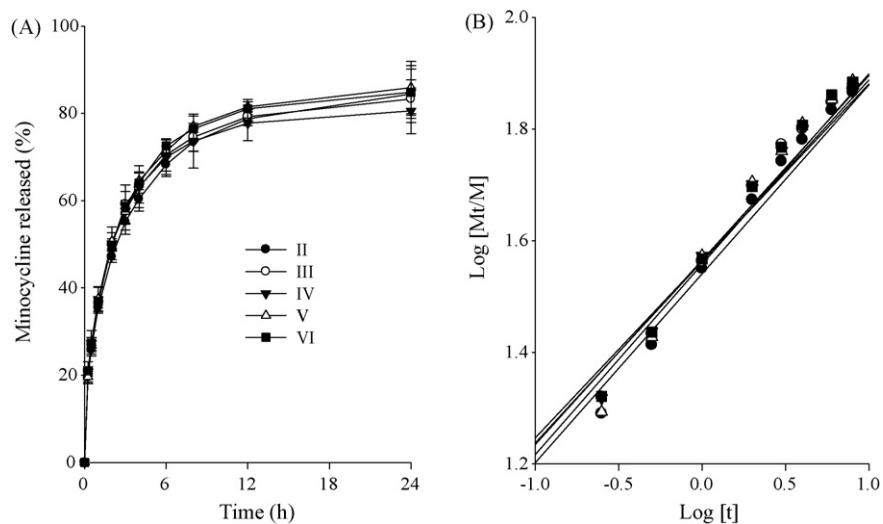 (A)
Minocycline released (%)
100
80
60
40
20
0
0 6 12 18 24
Time (h)
II
III
IV
V
VI
(B)
Log [Mt/M]
2.0
1.8
1.6
1.4
1.2
-1.0 -0.5 0.0 0.5 1.0
Log [t]